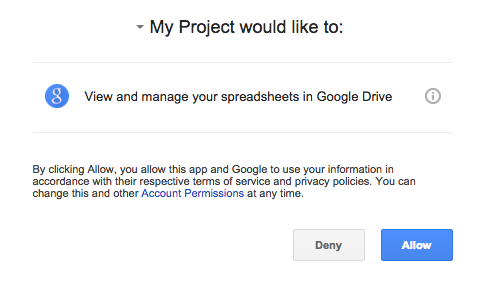 My Project would like to:
g
View and manage your spreadsheets in Google Drive
i
By clicking Allow, you allow this app and Google to use your information in
accordance with their respective terms of service and privacy policies. You can
change this and other Account Permissions at any time.
Deny
Allow